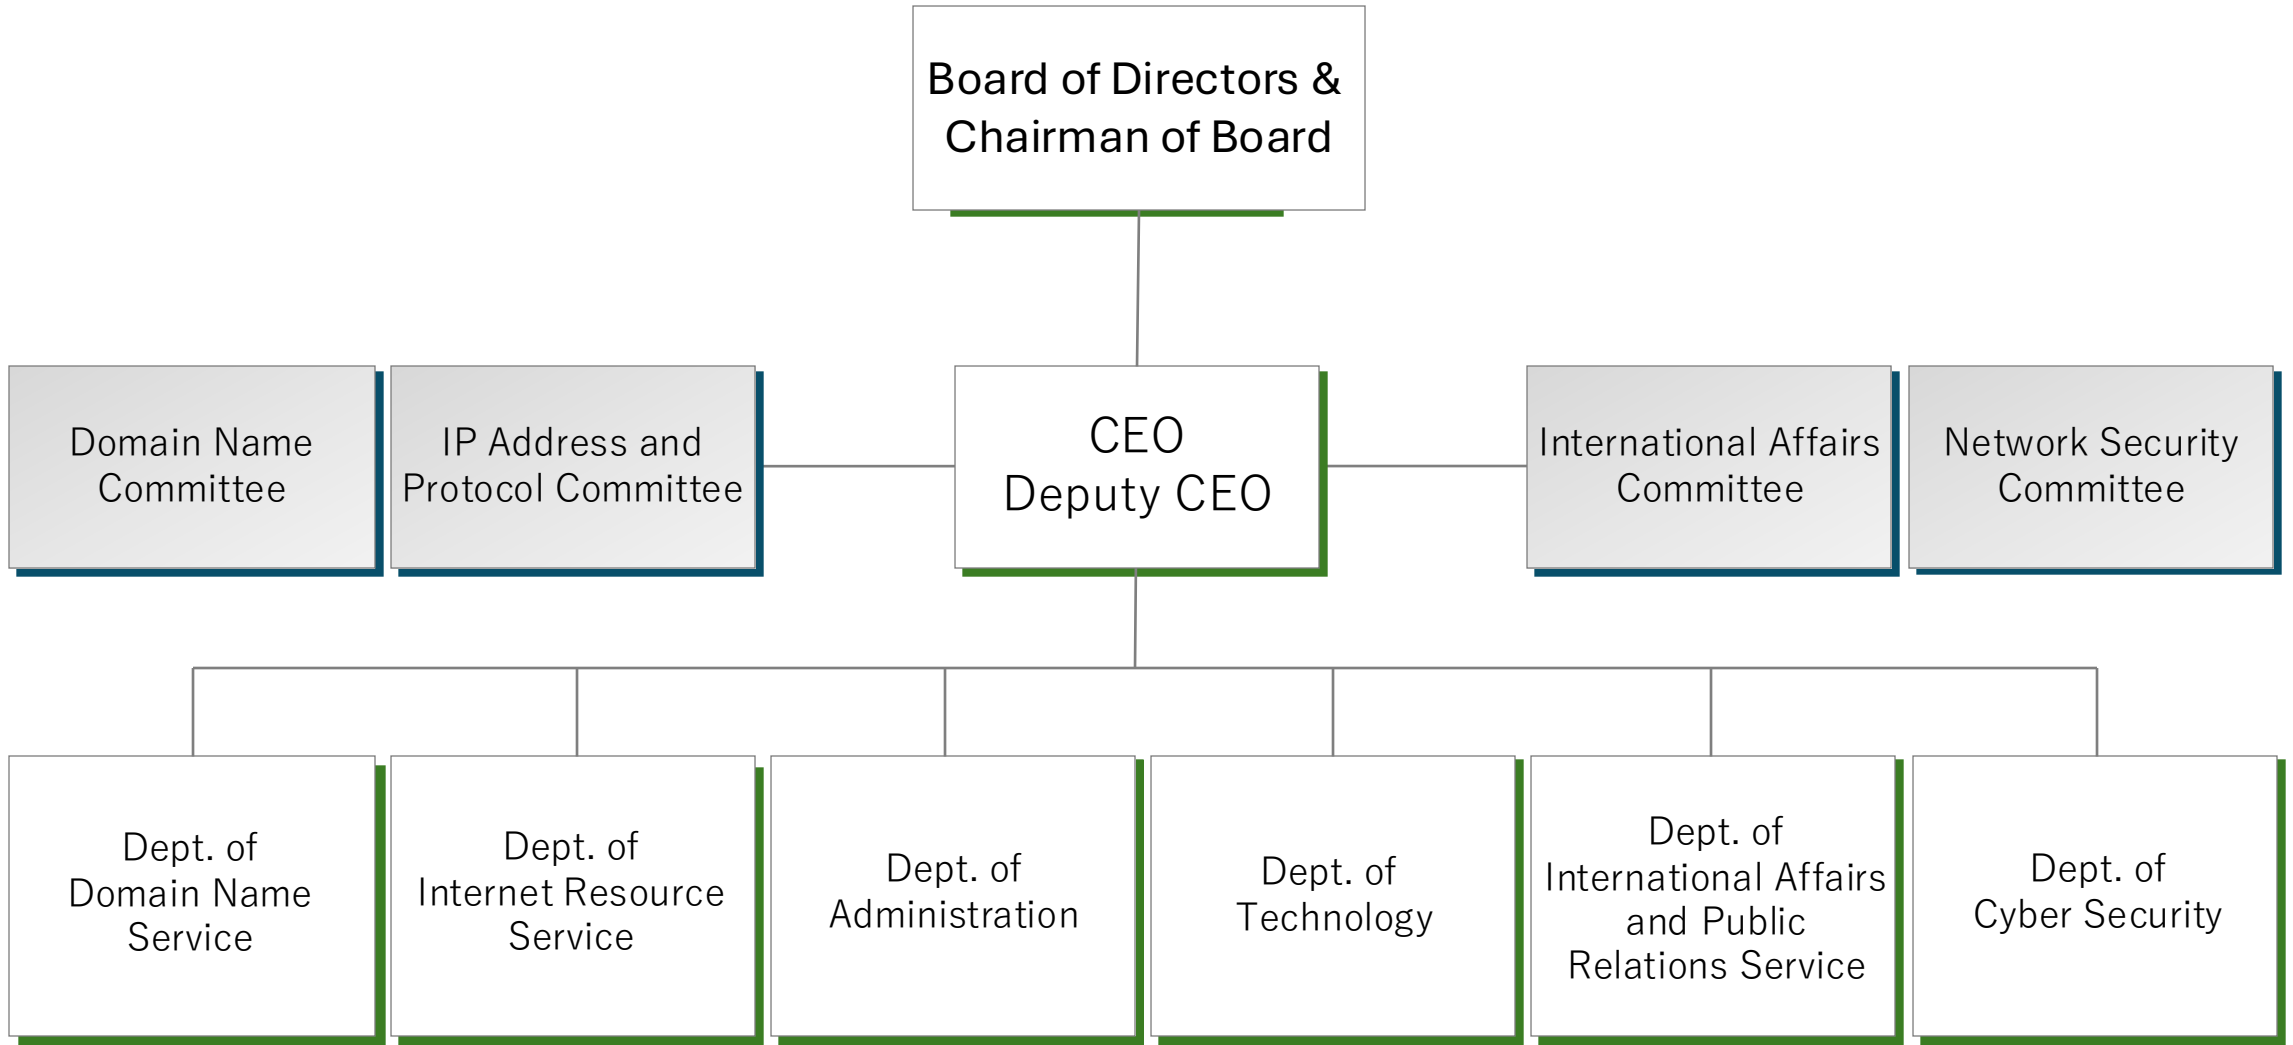 Board of Directors &
Chairman of Board
Domain Name
Committee
IP Address and
Protocol Committee
CEO
Deputy CEO
International Affairs
Committee
Network Security
Committee
Dept. of
Domain Name
Service
Dept. of
Internet Resource
Service
Dept. of
Administration
Dept. of
Technology
Dept. of
International Affairs
and Public
Relations Service
Dept. of
Cyber Security